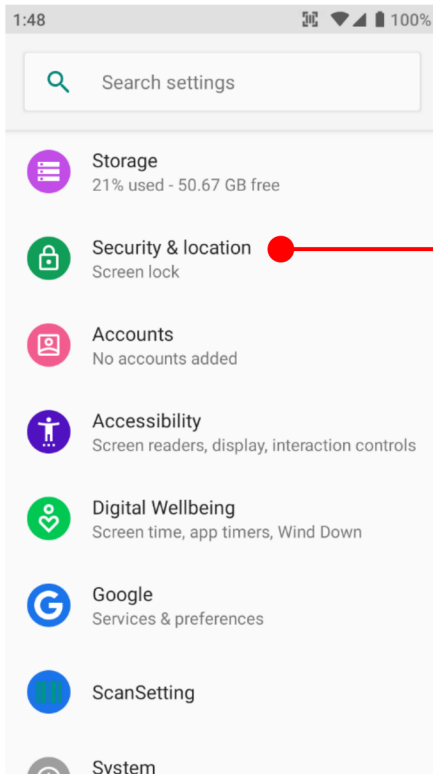 1:48 100%
Search settings
Storage
21% used - 50.67 GB free
Security & location
Screen lock
Accounts
No accounts added
Accessibility
Screen readers, display, interaction controls
Digital Wellbeing
Screen time, app timers, Wind Down
G Google
Services & preferences
ScanSetting
System